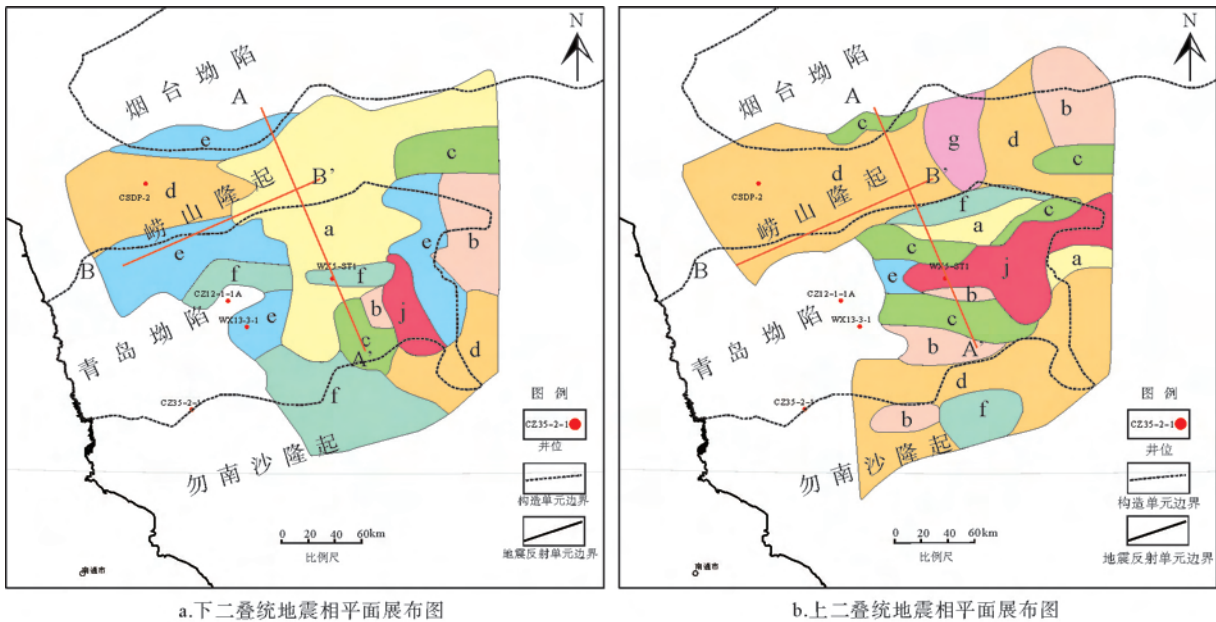 N
烟台坳陷
A
e
c
d
CSDP-2
B'
崂山隆起
a
e
b
B
e
f
WX5-ST1
f
CZ12-1-1A
b
j
WX13-3-1
e
c
青岛坳陷
A'
d
f
CZ35-2-1
勿南沙隆起
图 例
CZ35-2-1
井位
构造单元边界
地震反射单元边界
0 20 40 60km
比例尺
南通市
a.下二叠统地震相平面展布图
N
烟台坳陷
A
c
b
g
d
c
d
CSDP-2
B'
崂山隆起
f
c
a
B
c
a
e
WX5-ST1
j
b
CZ12-1-1A
WX13-3-1
c
青岛坳陷
b
A'
d
CZ35-2-1
b
f
勿南沙隆起
图 例
CZ35-2-1
井位
构造单元边界
地震反射单元边界
0 20 40 60km
比例尺
南通市
b.上二叠统地震相平面展布图